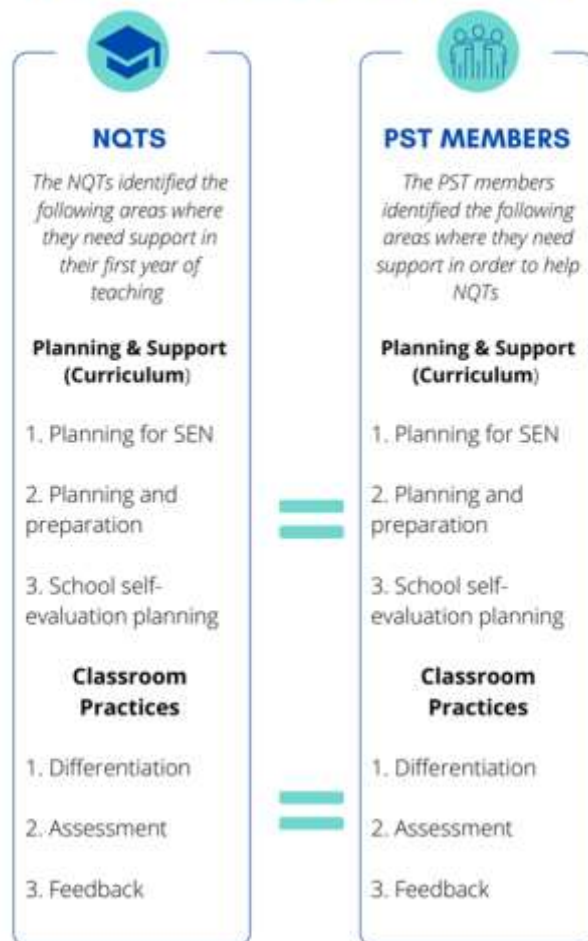 NQTS
The NQTs identified the
following areas where
they need support in
their first year of
teaching
Planning & Support
(Curriculum)
1. Planning for SEN
2. Planning and
preparation
3. School self-
evaluation planning
Classroom
Practices
1. Differentiation
2. Assessment
3. Feedback
PST MEMBERS
The PST members
identified the following
areas where they need
support in order to help
NQTs
Planning & Support
(Curriculum)
1. Planning for SEN
2. Planning and
preparation
3. School self-
evaluation planning
Classroom
Practices
1. Differentiation
2. Assessment
3. Feedback